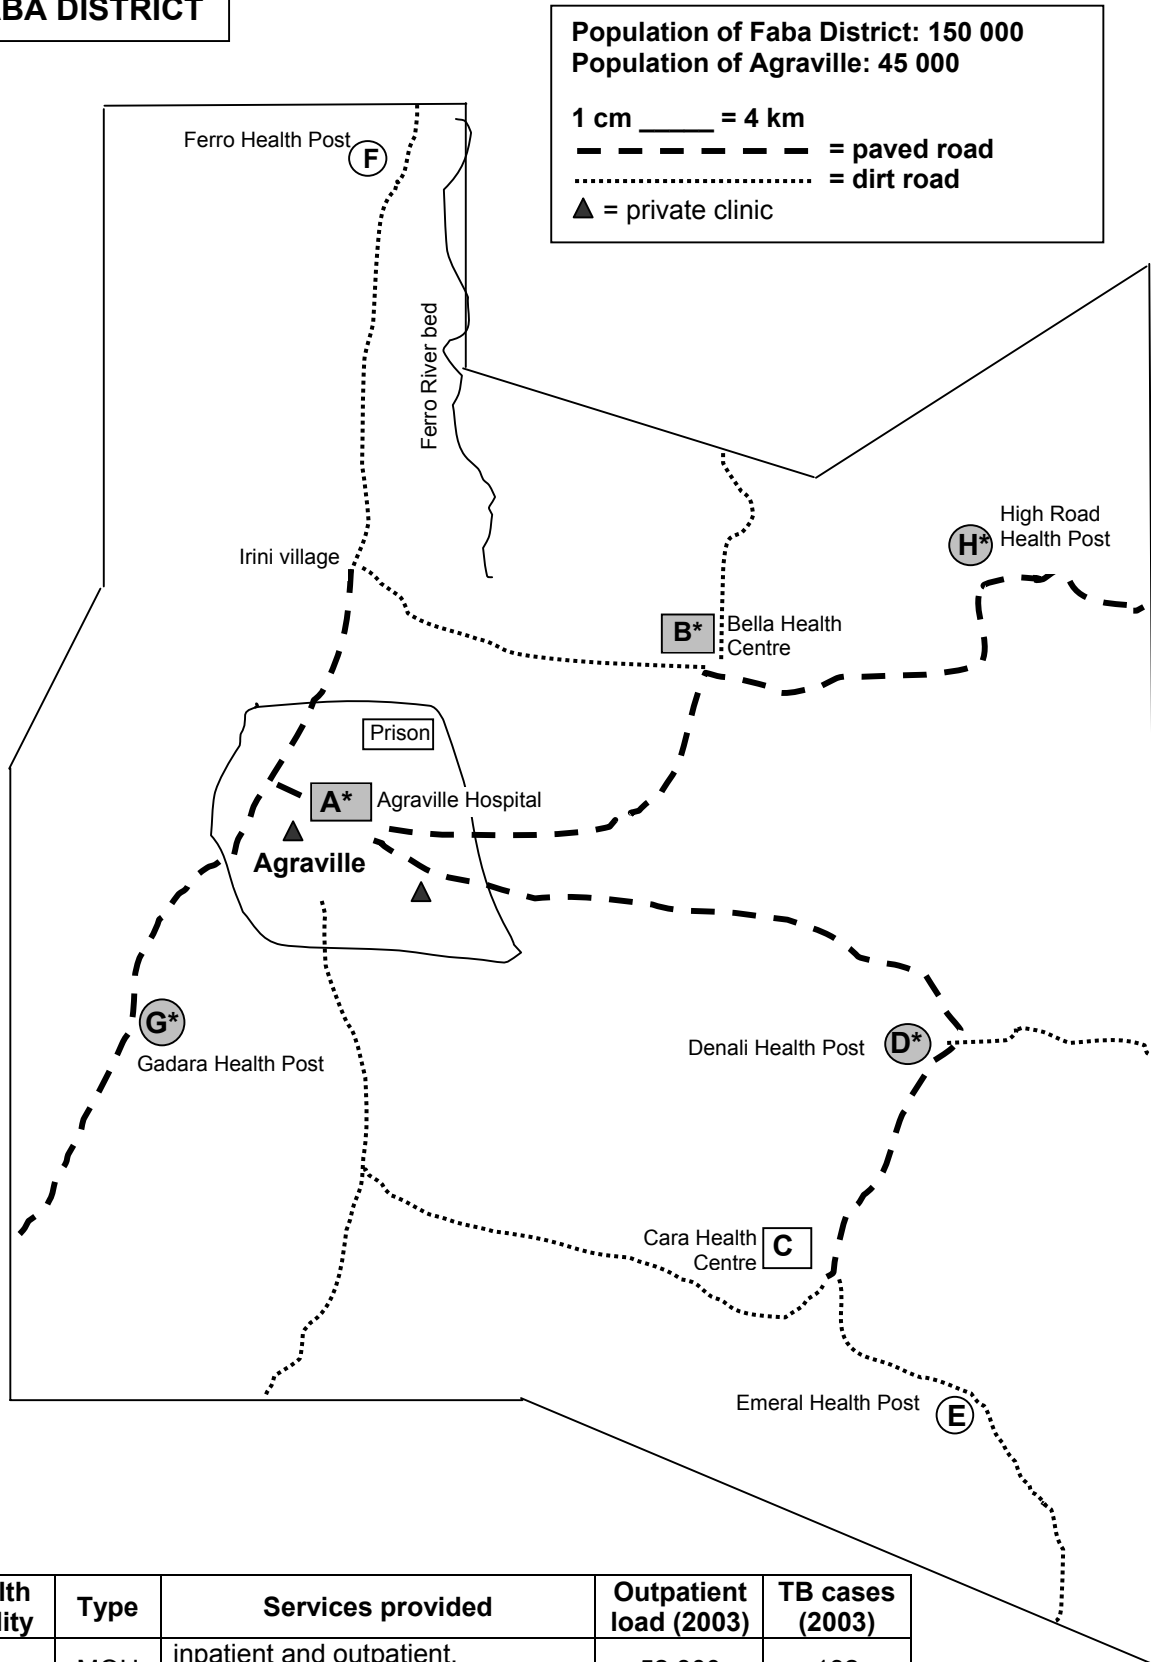 ABA DISTRICT
Population of Faba District: 150 000
Population of Agraville: 45 000
1 cm _____ = 4 km
= paved road
= dirt road
= private clinic
Ferro Health Post
F
Ferro River bed
High Road
Health Post
H*
Irini village
B*
Bella Health
Centre
Prison
A*
Agraville Hospital
Agraville
G*
Gadara Health Post
Denali Health Post
D*
Cara Health
Centre
C
Emeral Health Post
E
lth
lity
Type
Services provided
Outpatient
load (2003)
TB cases
(2003)
inpatient and outpatient,